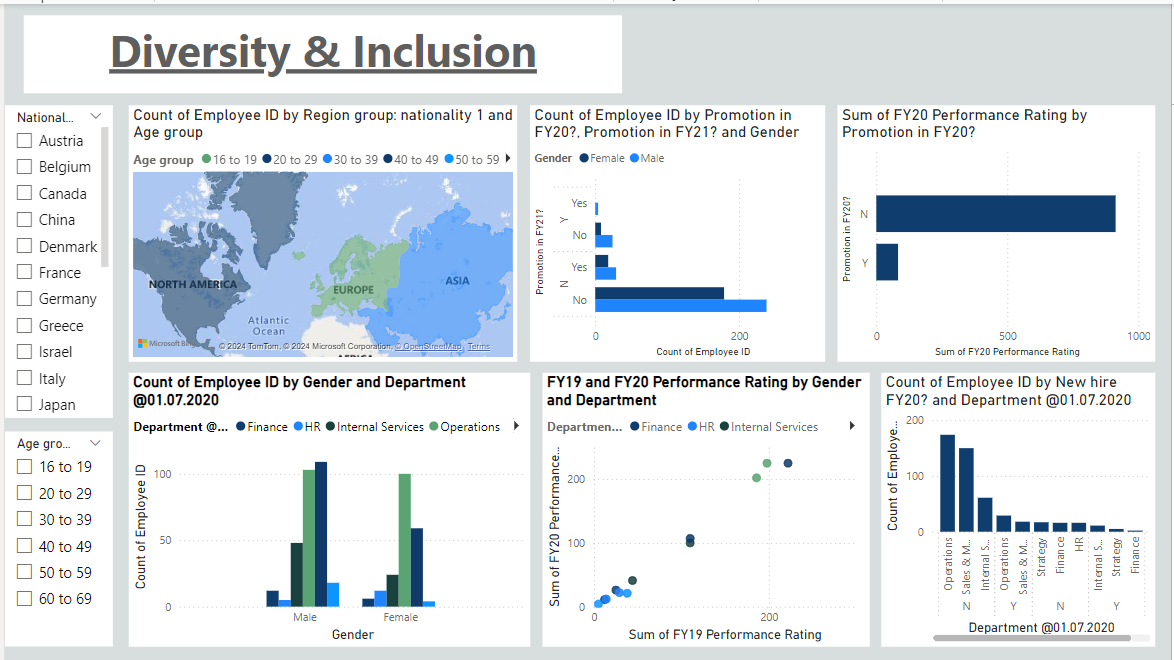 Diversity & Inclusion
National...
Austria
Belgium
Canada
China
Denmark
France
Germany
Greece
Israel
Italy
Japan
Age gro...
16 to 19
20 to 29
30 to 39
40 to 49
50 to 59
60 to 69
Count of Employee ID by Region group: nationality 1 and
Age group
Age group 16 to 19 20 to 29 30 to 39 40 to 49 50 to 59
NORTH AMERICA
EUROPE
ASIA
Atlantic
Ocean
Microsoft Bing
© 2024 TomTom, © 2024 Microsoft Corporation, © OpenStreetMap Terms
Count of Employee ID by Promotion in
FY20?, Promotion in FY21? and Gender
Gender Female Male
Promotion in FY21?
Y
N
Yes
No
Yes
No
0 200
Count of Employee ID
Sum of FY20 Performance Rating by
Promotion in FY20?
Promotion in FY20?
N
Y
0 500 1000
Sum of FY20 Performance Rating
Count of Employee ID by Gender and Department
@01.07.2020
Department @... Finance HR Internal Services Operations
Count of Employee ID
100
50
0
Male Female
Gender
FY19 and FY20 Performance Rating by Gender
and Department
Departmen... Finance HR Internal Services
Sum of FY20 Performance...
200
100
0
0 200
Sum of FY19 Performance Rating
Count of Employee ID by New hire
FY20? and Department @01.07.2020
Count of Employe...
200
100
0
Operations
Sales & M...
Internal S...
Operations
Sales & M...
Strategy
Finance
HR
Internal S...
Strategy
Finance
N Y N Y
Department @01.07.2020